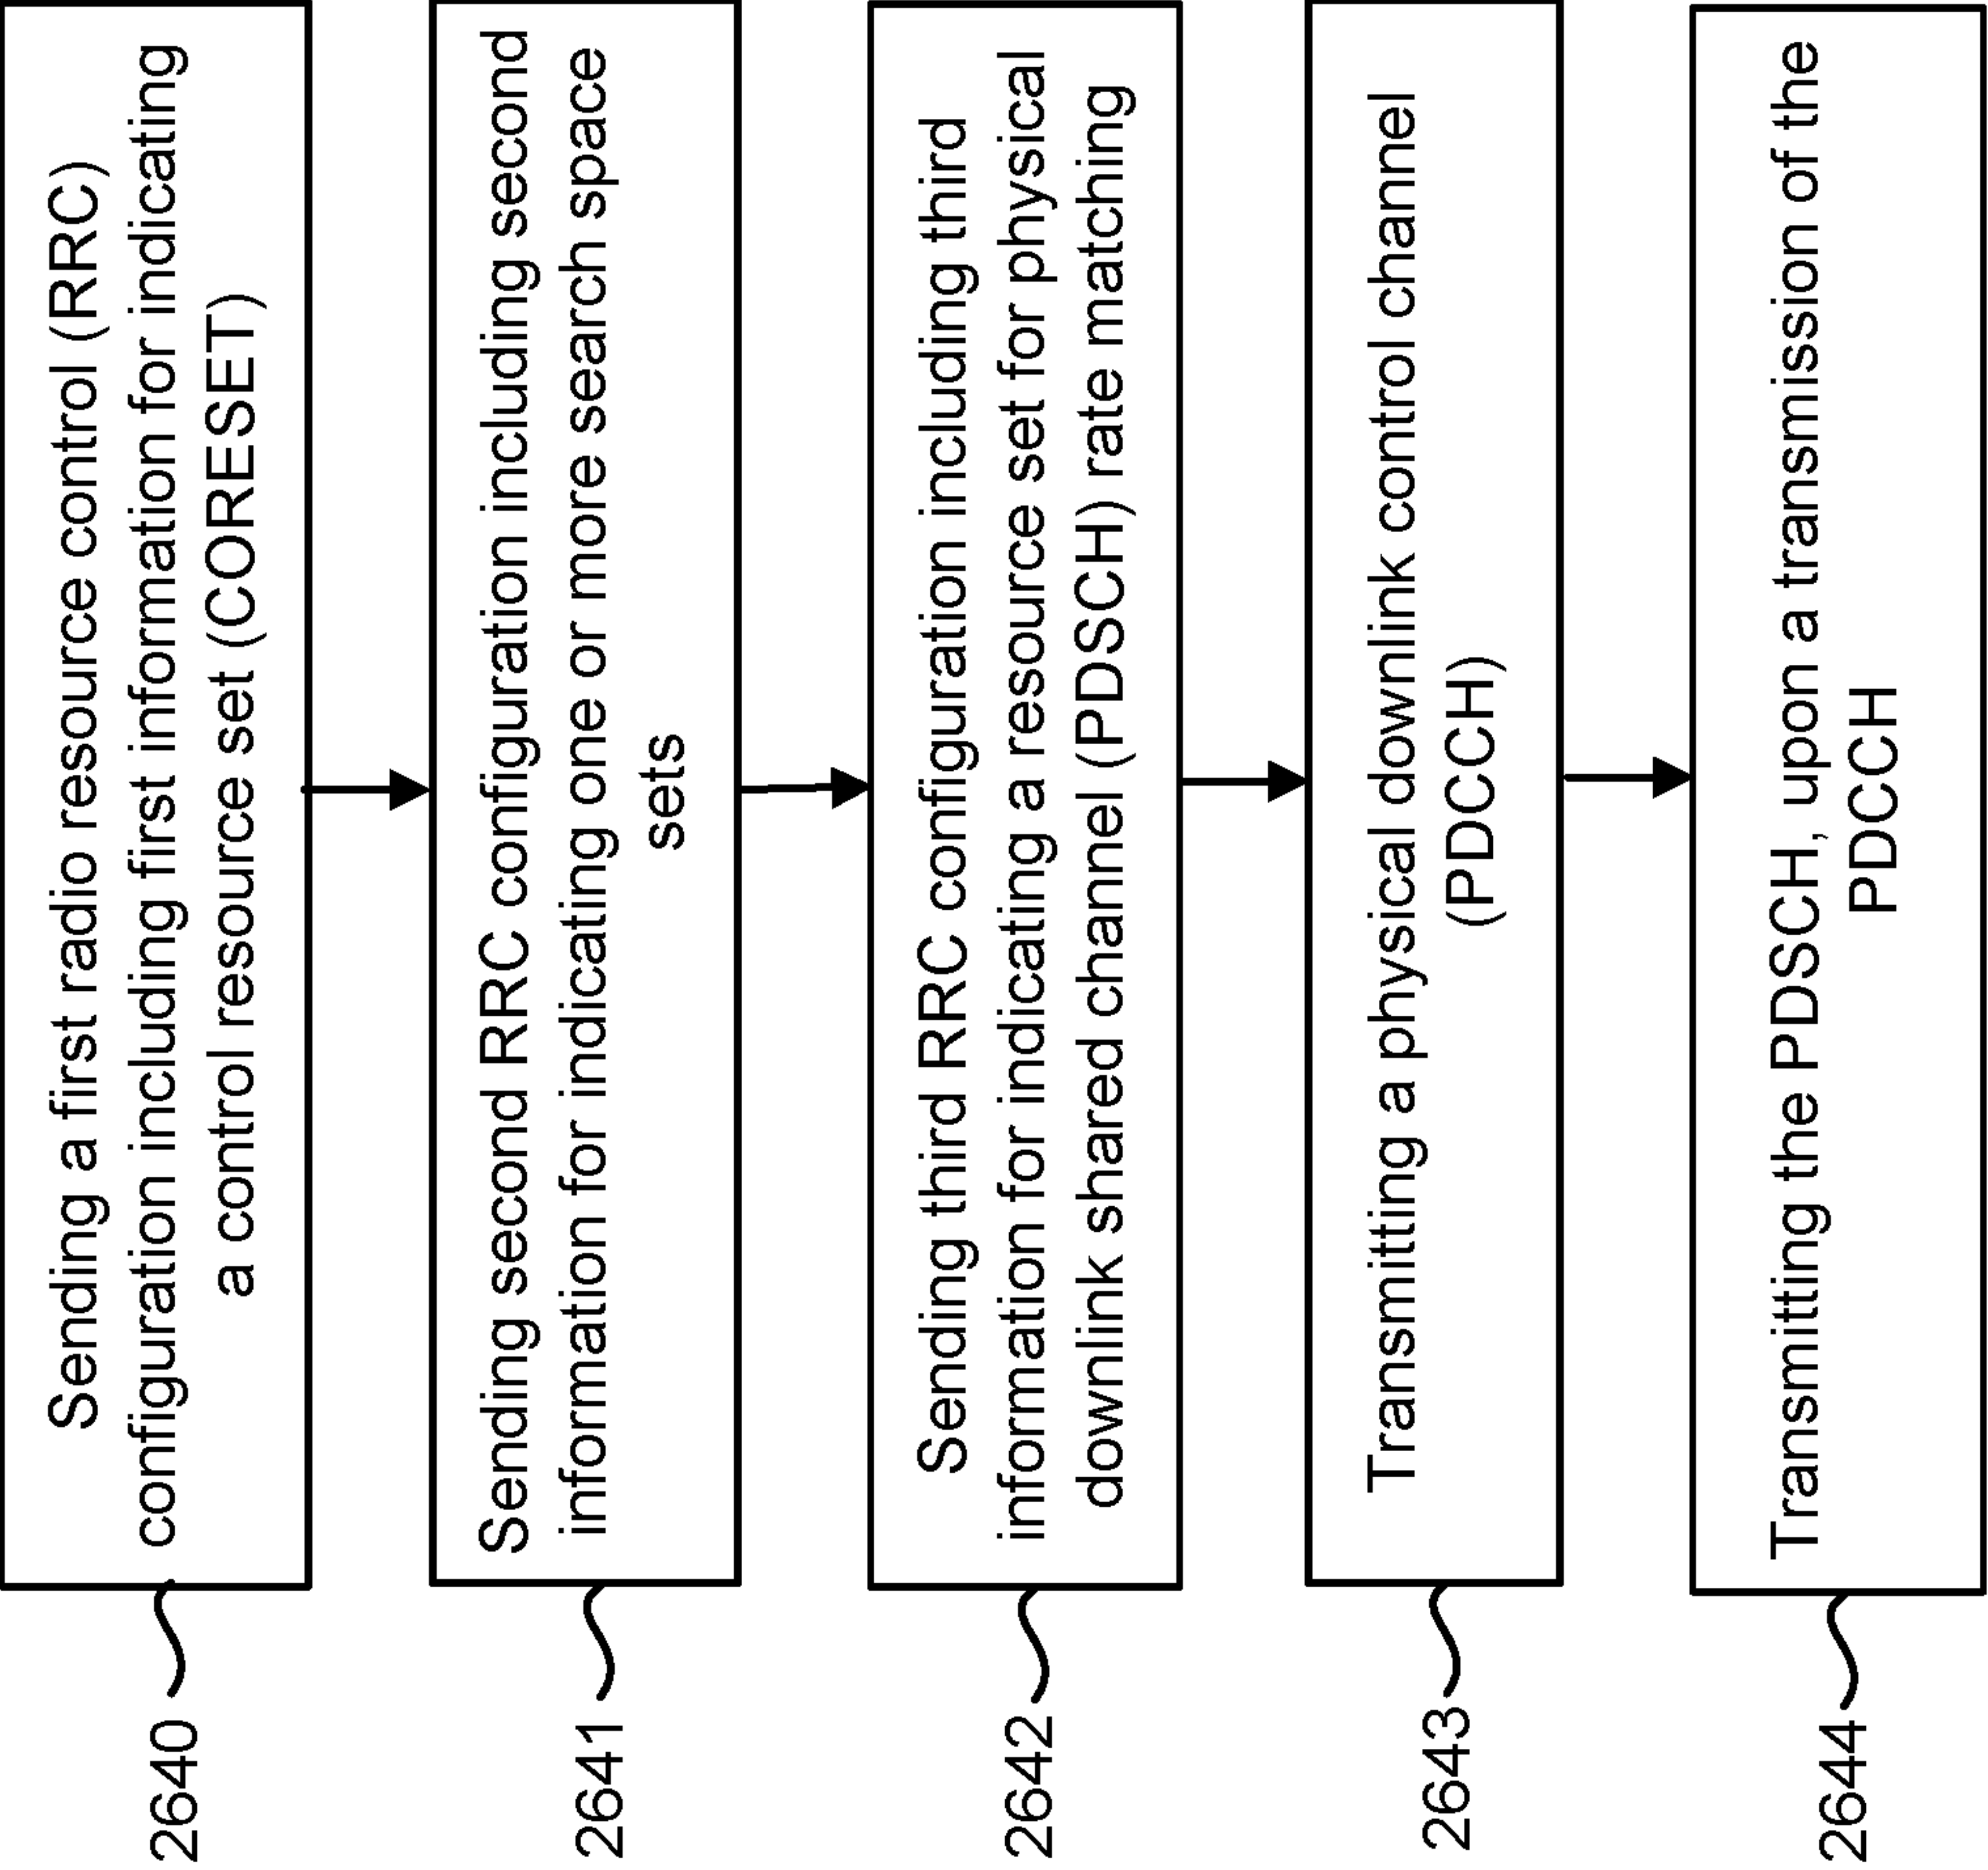 Sending a first radio resource control (RRC)
configuration including first information for indicating
a control resource set (CORESET)
2640
Sending second RRC configuration including second
information for indicating one or more search space
sets
2641
Sending third RRC configuration including third
information for indicating a resource set for physical
downlink shared channel (PDSCH) rate matching
2642
Transmitting a physical downlink control channel
(PDCCH)
2643
Transmitting the PDSCH, upon a transmission of the
PDCCH
2644